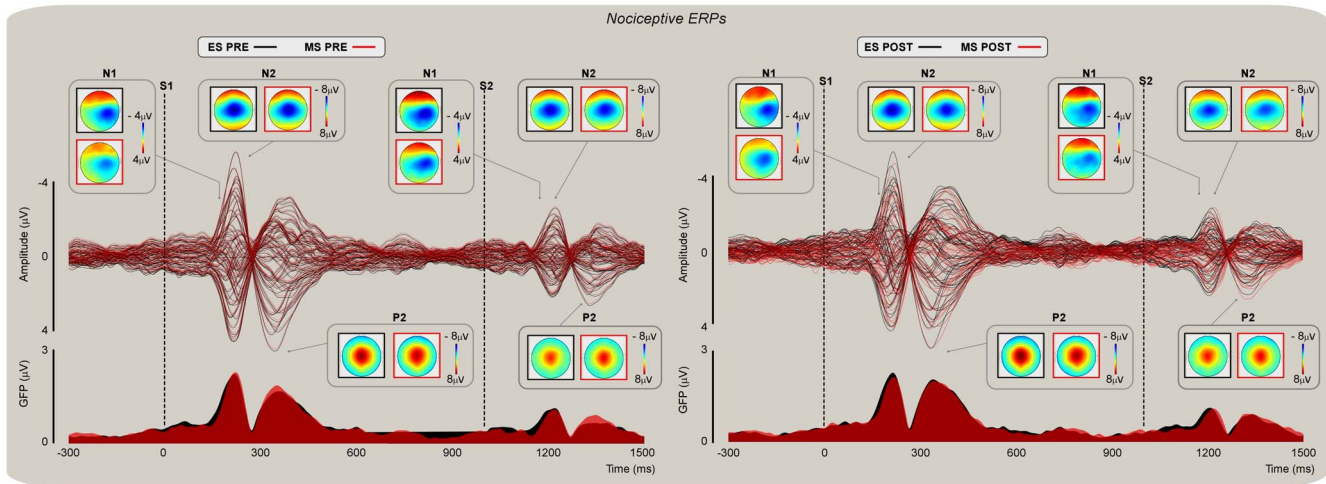 Nociceptive ERPs
ES PRE MS PRE
N1 S1 N2 N1 S2 N2
- 4μV
4μV
- 8μV
8μV
- 4μV
4μV
- 8μV
8μV
-4
0
4
Amplitude (μV)
P2
- 8μV
8μV
P2
- 8μV
8μV
3
0
GFP (μV)
-300 0 300 600 900 1200 1500
Time (ms)
ES POST MS POST
N1 S1 N2 N1 S2 N2
-4μV
4μV
- 8μV
8μV
-4μV
4μV
- 8μV
8μV
-4
0
4
Amplitude (μV)
P2
- 8μV
8μV
P2
- 8μV
8μV
3
0
GFP (μV)
-300 0 300 600 900 1200 1500
Time (ms)